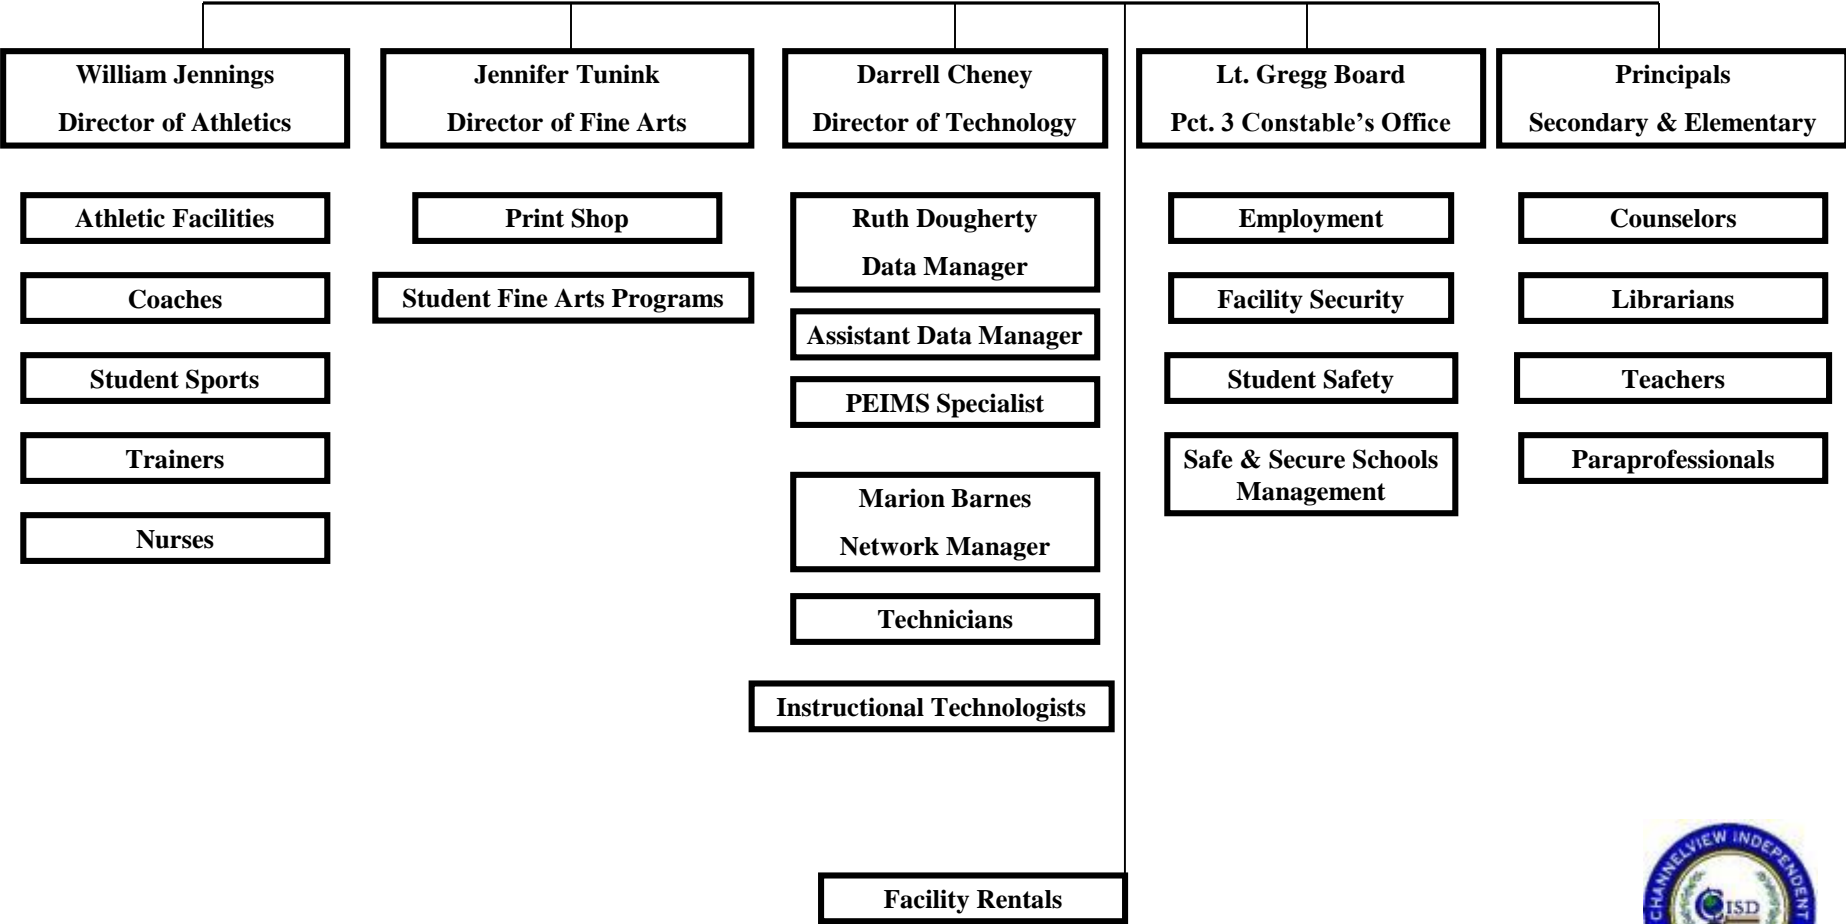 William Jennings
Director of Athletics
Jennifer Tunink
Director of Fine Arts
Darrell Cheney
Director of Technology
Lt. Gregg Board
Pct. 3 Constable’s Office
Principals
Secondary & Elementary
Athletic Facilities
Coaches
Student Sports
Trainers
Nurses
Print Shop
Student Fine Arts Programs
Ruth Dougherty
Data Manager
Assistant Data Manager
PEIMS Specialist
Marion Barnes
Network Manager
Technicians
Instructional Technologists
Employment
Facility Security
Student Safety
Safe & Secure Schools
Management
Counselors
Librarians
Teachers
Paraprofessionals
Facility Rentals
CHANNELVIEW INDEPENDENT
CISD